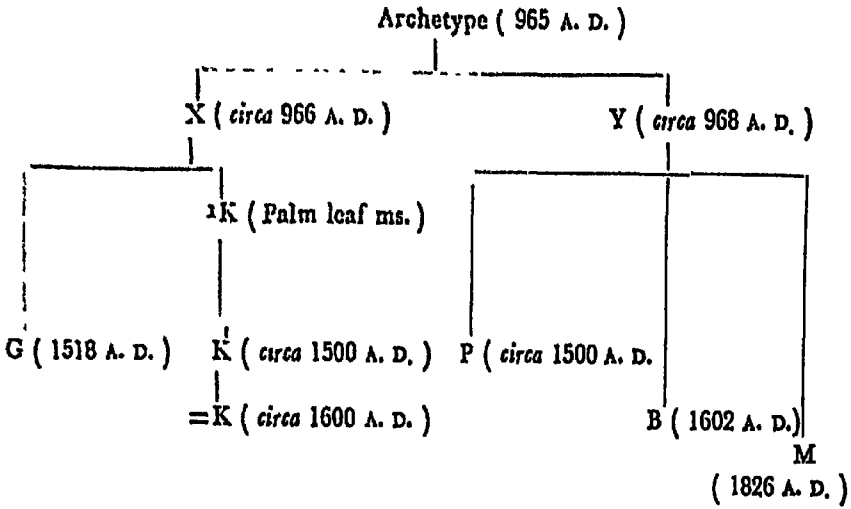 Archetype ( 965 A. D. )
X ( circa 966 A. D. ) Y ( circa 968 A. D. )
1K ( Palm leaf ms. )
G ( 1518 A. D. ) K ( circa 1500 A. D. ) P ( circa 1500 A. D.
=K ( circa 1600 A. D. ) B ( 1602 A. D. )
M
( 1826 A. D. )